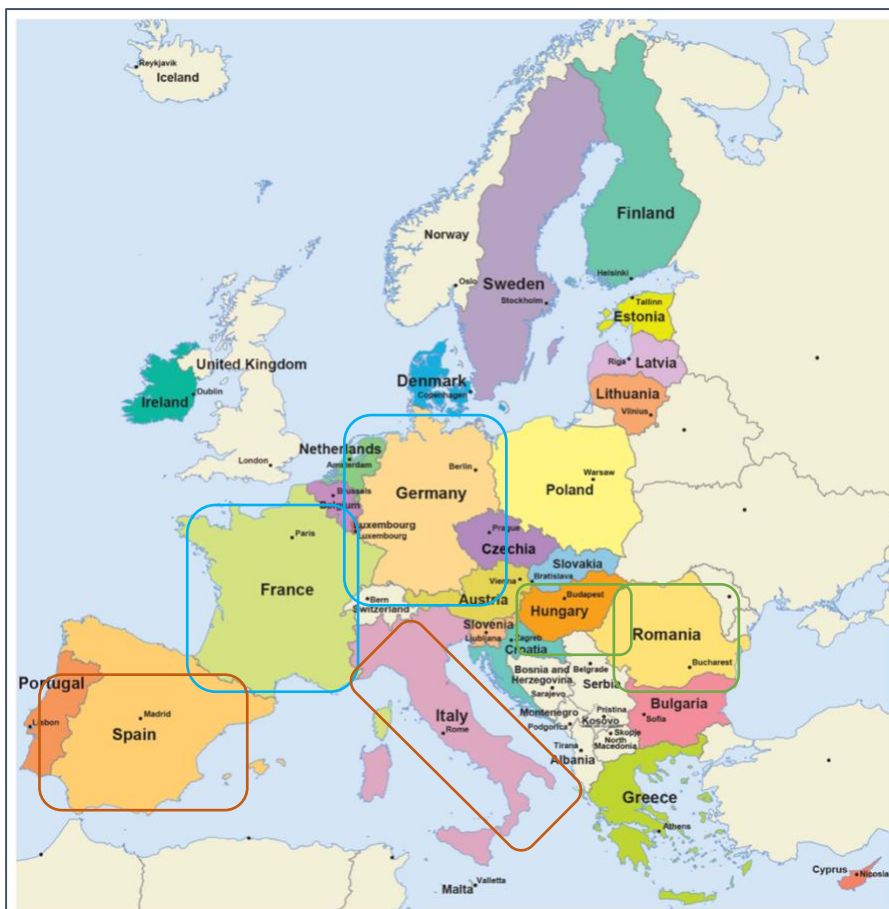 Reykjavik
Iceland
Finland
Norway
Helsinki
Oslo
Sweden
Stockholm
Tallinn
Estonia
Riga
Latvia
United Kingdom
Denmark
Copenhagen
Dublin
Ireland
Lithuania
Vilnius
Netherlands
Amsterdam
London
Berlin
Warsaw
Germany
Poland
Brussels
Belgium
Luxembourg
Luxembourg
Paris
Prague
Czechia
Slovakia
Bratislava
Vienna
France
Bern
Switzerland
Austria
Budapest
Hungary
Slovenia
Ljubljana
Zagreb
Croatia
Romania
Bucharest
Bosnia and
Herzegovina
Sarajevo
Belgrade
Serbia
Portugal
Lisbon
Madrid
Spain
Italy
Rome
Montenegro
Podgorica
Pristina
Kosovo
Bulgaria
Sofia
Skopje
North
Macedonia
Tirana
Albania
Greece
Athens
Valletta
Malta
Cyprus
Nicosia